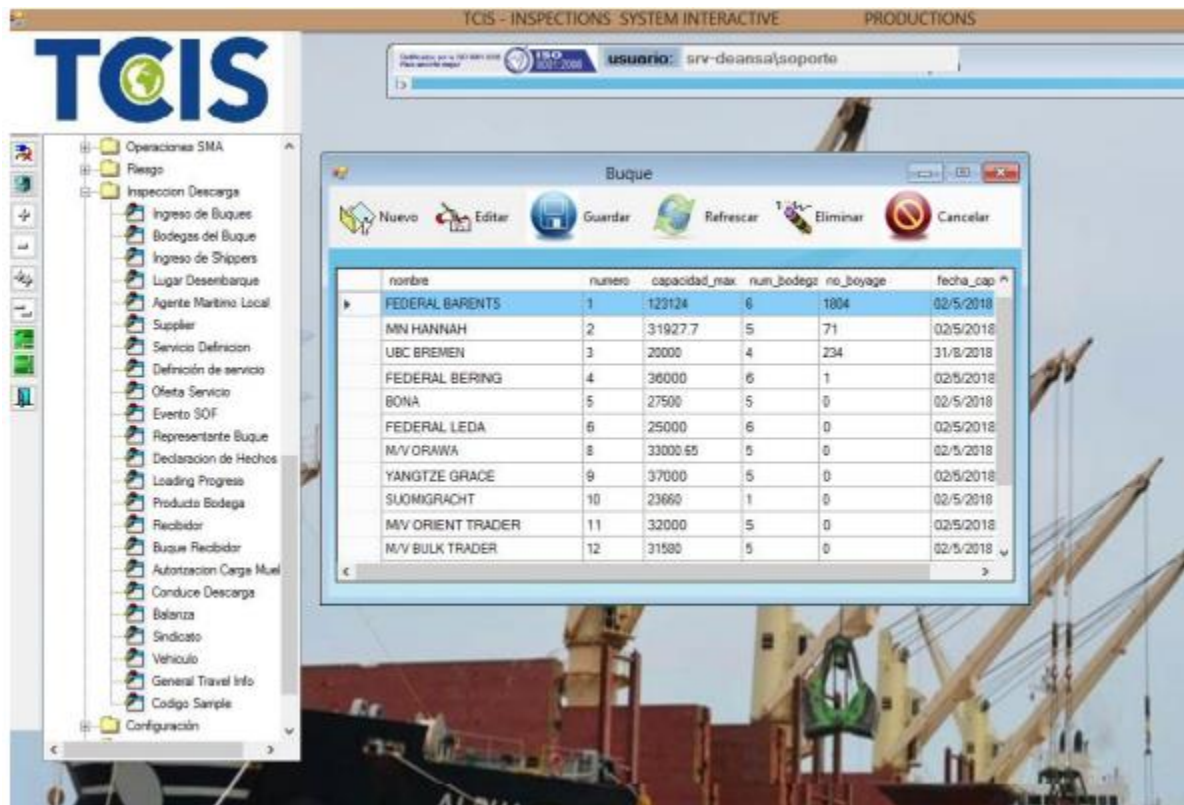 TCIS - INSPECTIONS SYSTEM INTERACTIVE PRODUCTIONS
TCIS
ISO
9001:2008
usuario: srv-deansa\soporte
Operaciones SMA
Riesgo
Inspeccion Descarga
Ingreso de Buques
Bodegas del Buque
Ingreso de Shippers
Lugar Desembarque
Agente Maritimo Local
Supplier
Servicio Definicion
Definición de servicio
Oferta Servicio
Evento SOF
Representante Buque
Declaracion de Hechos
Loading Progress
Producto Bodega
Recibidor
Buque Recibidor
Autorizacion Carga Muel
Conduce Descarga
Balanza
Sindicato
Vehiculo
General Travel Info
Codigo Sample
Configuración
Buque
Nuevo Editar Guardar Refrescar Eliminar Cancelar
nombre numero capacidad_max num_bodega no_boyage fecha_cap
FEDERAL BARENTS 1 123124 6 1804 02/5/2018
MN HANNAH 2 31927.7 5 71 02/5/2018
UBC BREMEN 3 20000 4 234 31/8/2018
FEDERAL BERING 4 36000 6 1 02/5/2018
BONA 5 27500 5 0 02/5/2018
FEDERAL LEDA 6 25000 6 0 02/5/2018
M/V ORAWA 8 33000.65 5 0 02/5/2018
YANGTZE GRACE 9 37000 5 0 02/5/2018
SUOMIGRACHT 10 23660 1 0 02/5/2018
M/V ORIENT TRADER 11 32000 5 0 02/5/2018
M/V BULK TRADER 12 31580 5 0 02/5/2018